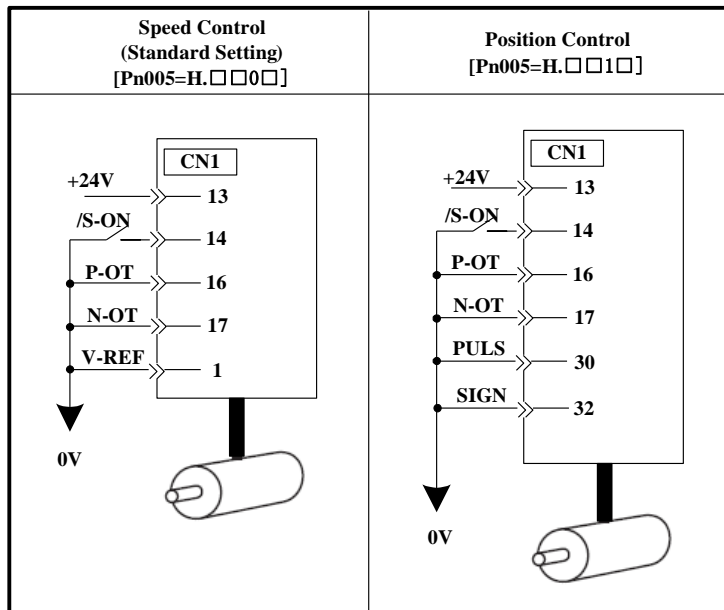 Speed Control
(Standard Setting)
[Pn005=H.□□0□]
CN1
+24V
13
/S-ON
14
P-OT
16
N-OT
17
V-REF
1
0V
Position Control
[Pn005=H.□□1□]
CN1
+24V
13
/S-ON
14
P-OT
16
N-OT
17
PULS
30
SIGN
32
0V